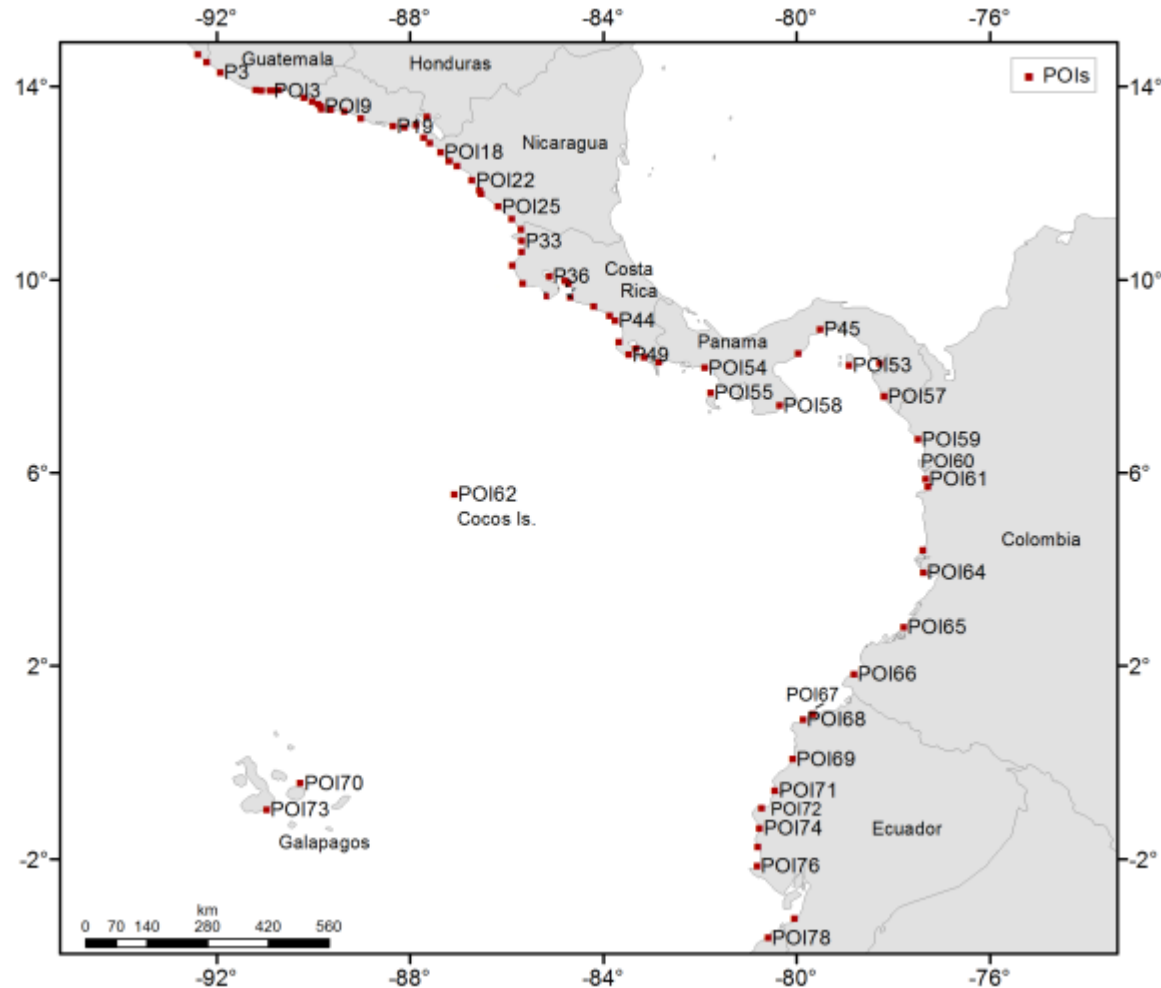 -92° -88° -84° -80° -76°
Guatemala
Honduras
POIs
P3
14° 14°
POI3
POI9
P19
Nicaragua
POI18
POI22
POI25
P33
10° 10°
P36
Costa
Rica
P44
P45
Panama
P49
POI54
POI53
POI55
POI57
POI58
POI59
POI60
6° 6°
POI61
POI62
Cocos Is.
Colombia
POI64
POI65
2° 2°
POI66
POI67
POI68
POI69
POI70
POI71
POI73
POI72
POI74
Ecuador
Galapagos
-2° -2°
POI76
km
0 70 140 280 420 560
POI78
-92° -88° -84° -80° -76°